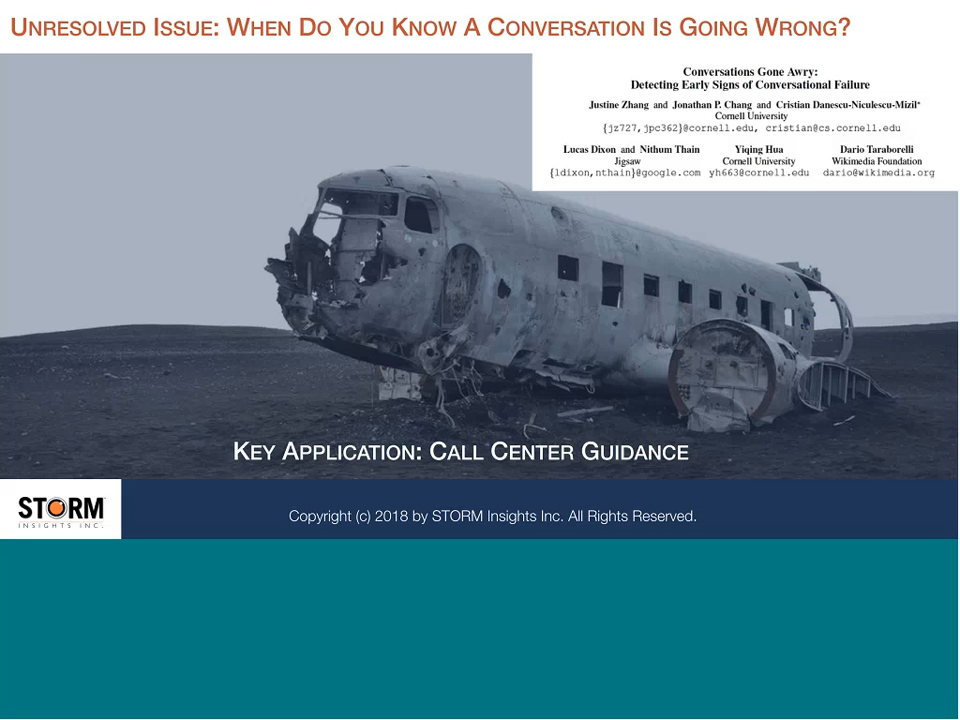 UNRESOLVED ISSUE: WHEN DO YOU KNOW A CONVERSATION IS GOING WRONG?
Conversations Gone Awry:
Detecting Early Signs of Conversational Failure
Justine Zhang and Jonathan P. Chang and Cristian Danescu-Niculescu-Mizil*
Cornell University
{jz727,jpc362}@cornell.edu, cristian@cs.cornell.edu
Lucas Dixon and Nithum Thain Yiqing Hua Dario Taraborelli
Jigsaw Cornell University Wikimedia Foundation
{ldixon,nthain}@google.com yh663@cornell.edu dario@wikimedia.org
KEY APPLICATION: CALL CENTER GUIDANCE
STORM
INSIGHTS INC.
Copyright (c) 2018 by STORM Insights Inc. All Rights Reserved.